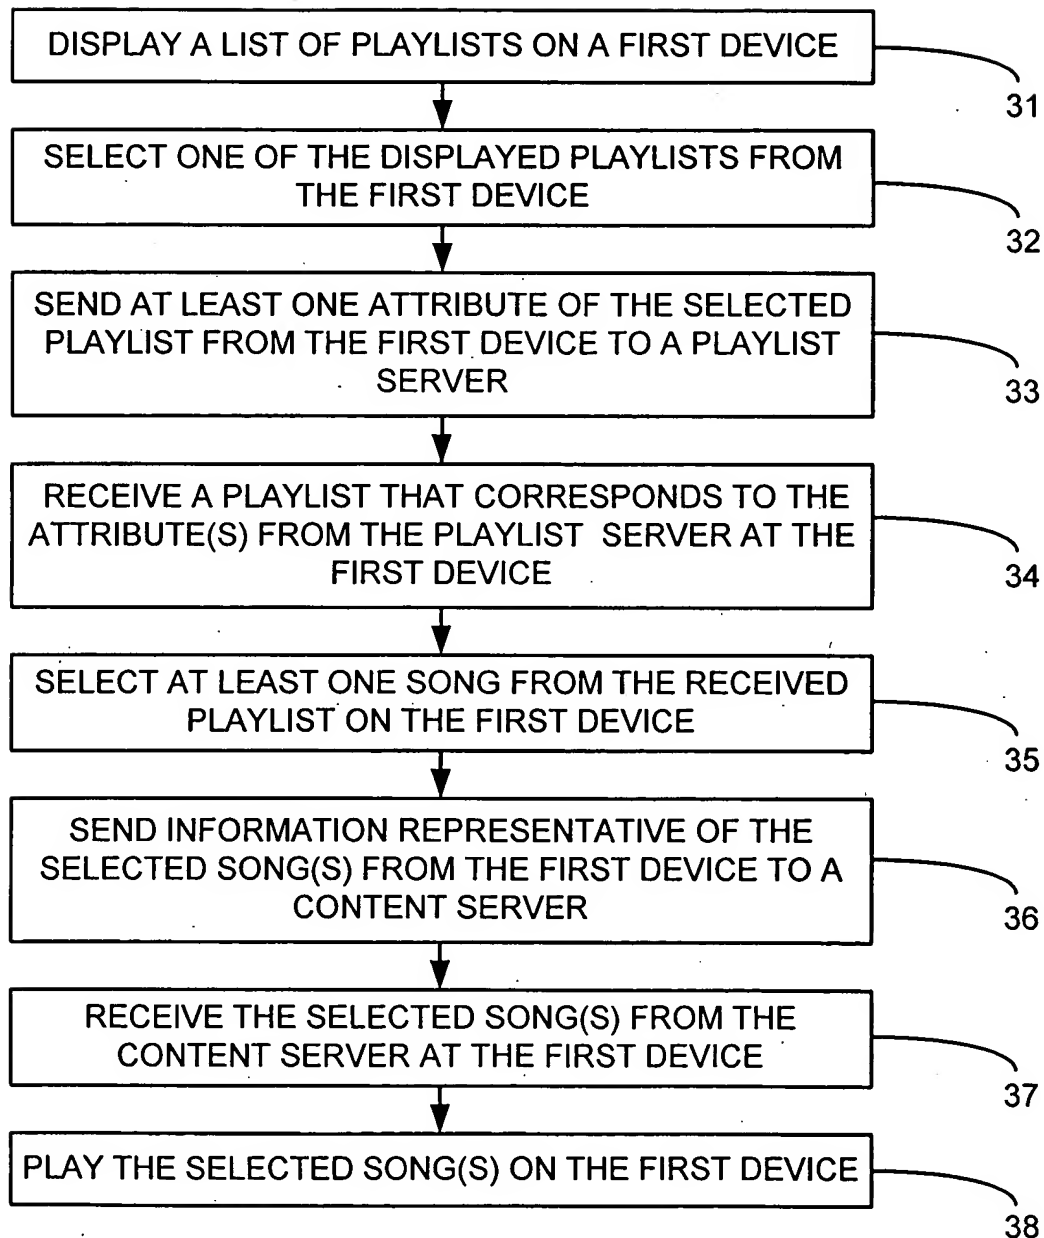 DISPLAY A LIST OF PLAYLISTS ON A FIRST DEVICE
31
SELECT ONE OF THE DISPLAYED PLAYLISTS FROM
THE FIRST DEVICE
32
SEND AT LEAST ONE ATTRIBUTE OF THE SELECTED
PLAYLIST FROM THE FIRST DEVICE TO A PLAYLIST
SERVER
33
RECEIVE A PLAYLIST THAT CORRESPONDS TO THE
ATTRIBUTE(S) FROM THE PLAYLIST SERVER AT THE
FIRST DEVICE
34
SELECT AT LEAST ONE SONG FROM THE RECEIVED
PLAYLIST ON THE FIRST DEVICE
35
SEND INFORMATION REPRESENTATIVE OF THE
SELECTED SONG(S) FROM THE FIRST DEVICE TO A
CONTENT SERVER
36
RECEIVE THE SELECTED SONG(S) FROM THE
CONTENT SERVER AT THE FIRST DEVICE
37
PLAY THE SELECTED SONG(S) ON THE FIRST DEVICE
38